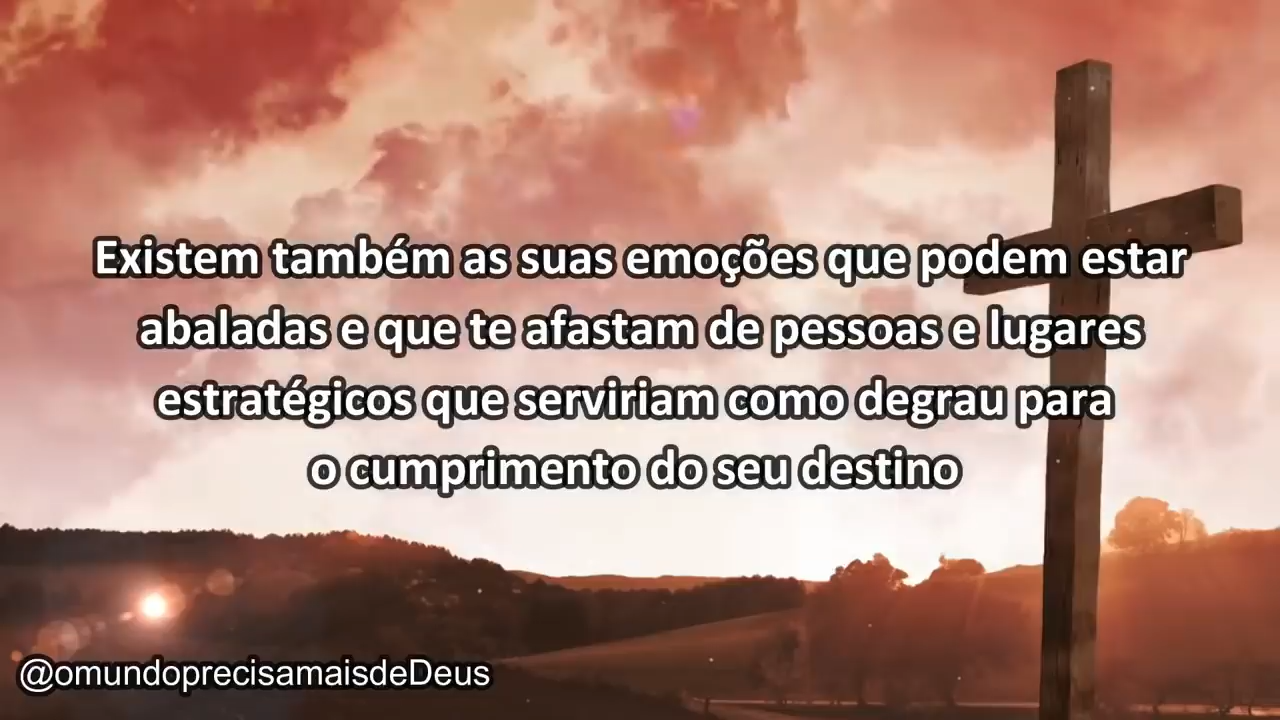 Existem também as suas emoções que podem estar
abaladas e que te afastam de pessoas e lugares
estratégicos que serviriam como degrau para
o cumprimento do seu destino
@omundoprecisamaisdeDeus